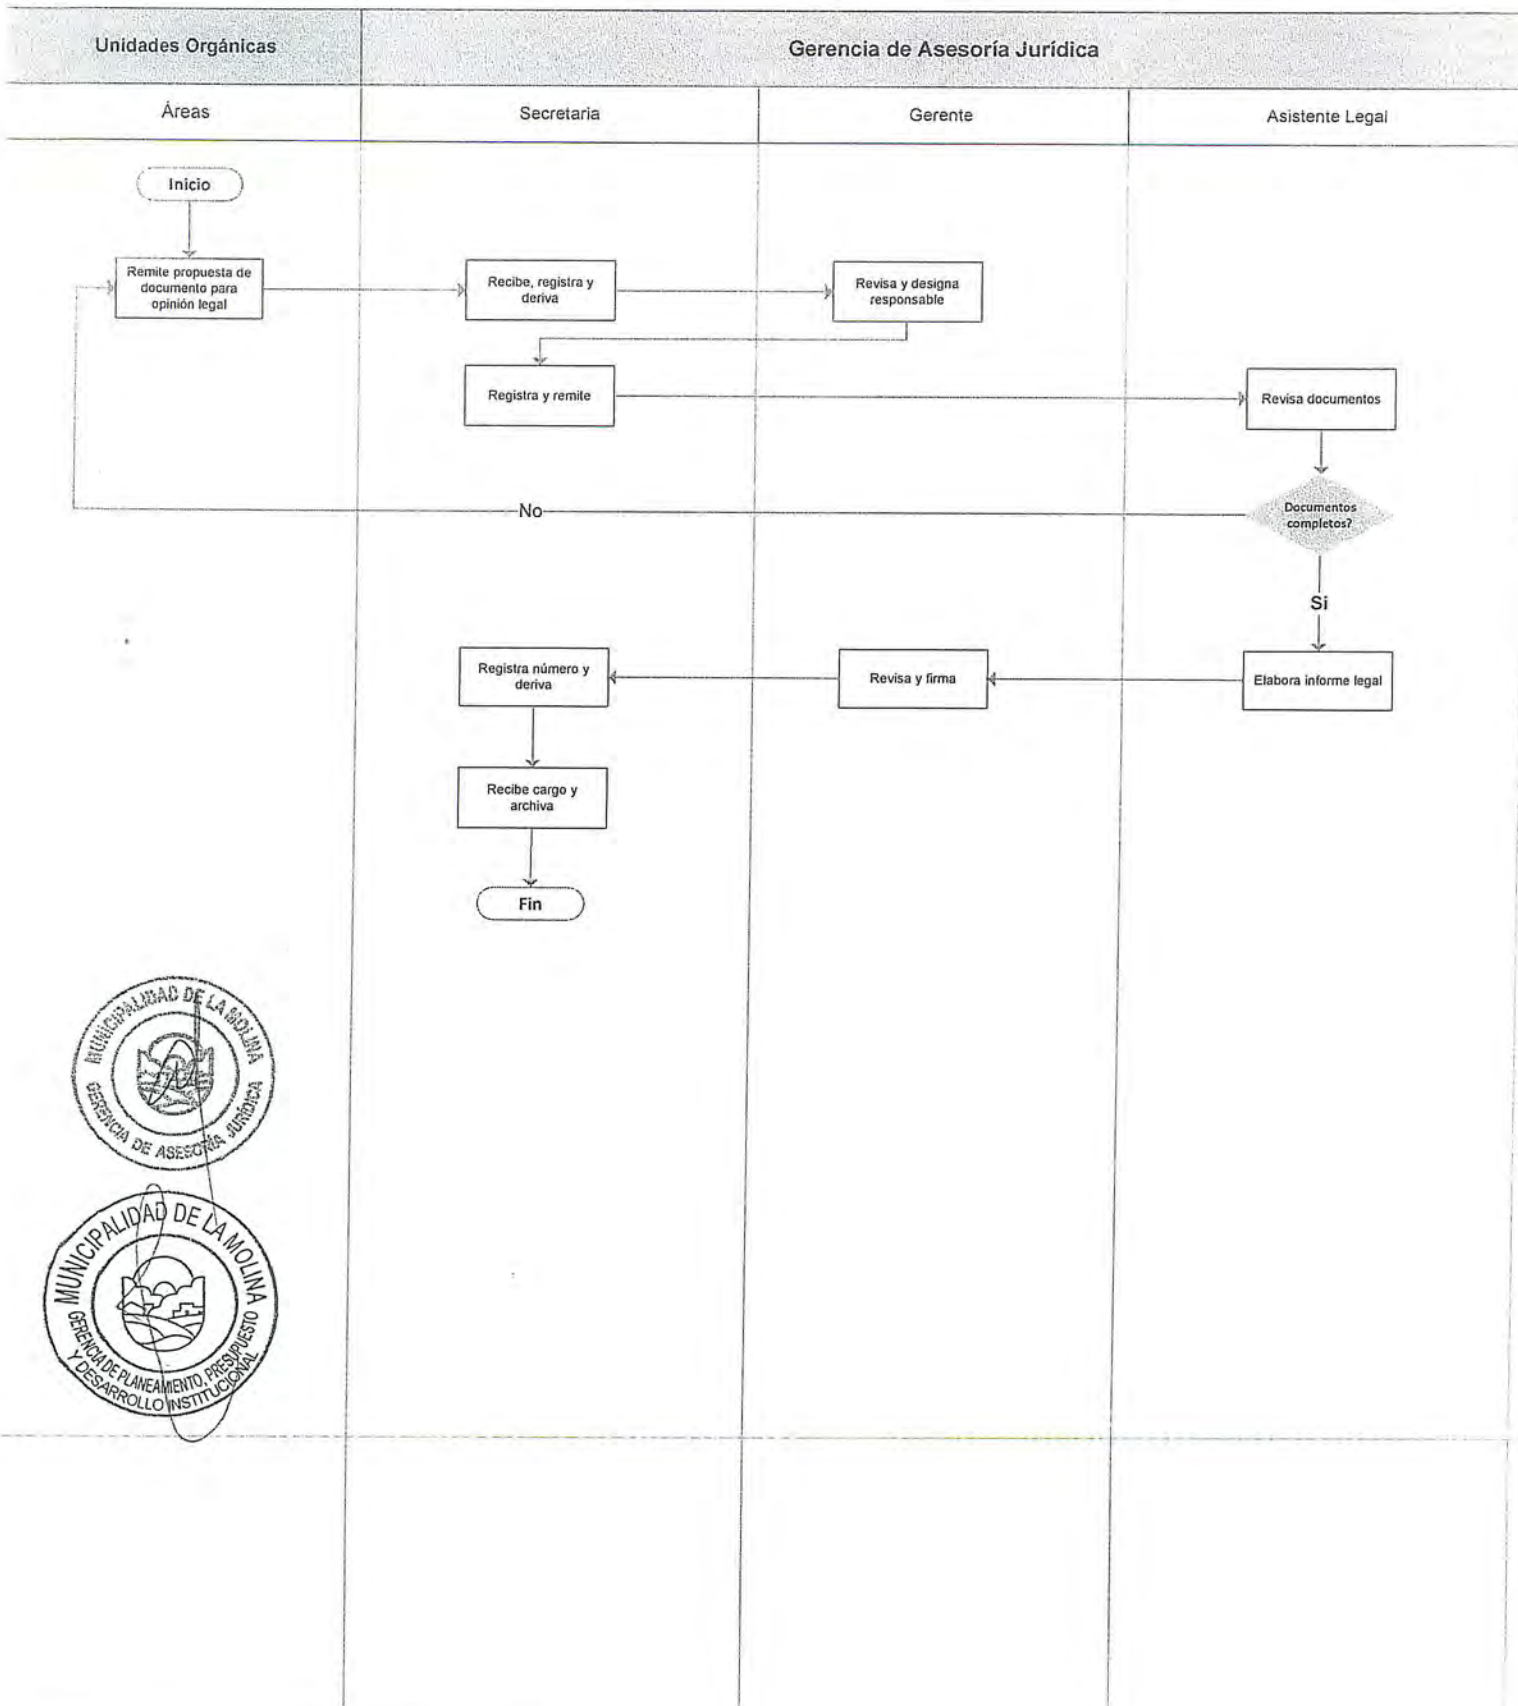 Unidades Orgánicas
Gerencia de Asesoría Jurídica
Áreas
Secretaria
Gerente
Asistente Legal
Inicio
Remite propuesta de
documento para
opinión legal
Recibe, registra y
deriva
Revisa y designa
responsable
Registra y remite
Revisa documentos
Documentos
completos?
No
Si
Registra número y
deriva
Revisa y firma
Elabora informe legal
Recibe cargo y
archiva
Fin
MUNICIPALIDAD DE LA MOLINA
GERENCIA DE ASESORÍA JURÍDICA
MUNICIPALIDAD DE LA MOLINA
GERENCIA DE PLANEAMIENTO, PRESUPUESTO
Y DESARROLLO INSTITUCIONAL